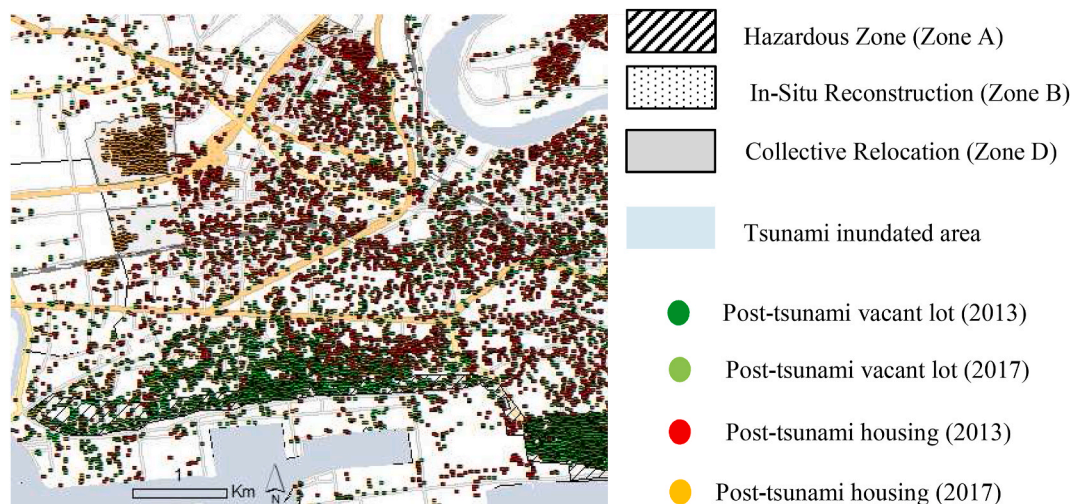 Hazardous Zone (Zone A)
In-Situ Reconstruction (Zone B)
Collective Relocation (Zone D)
Tsunami inundated area
Post-tsunami vacant lot (2013)
Post-tsunami vacant lot (2017)
Post-tsunami housing (2013)
Post-tsunami housing (2017)
1
Km
N